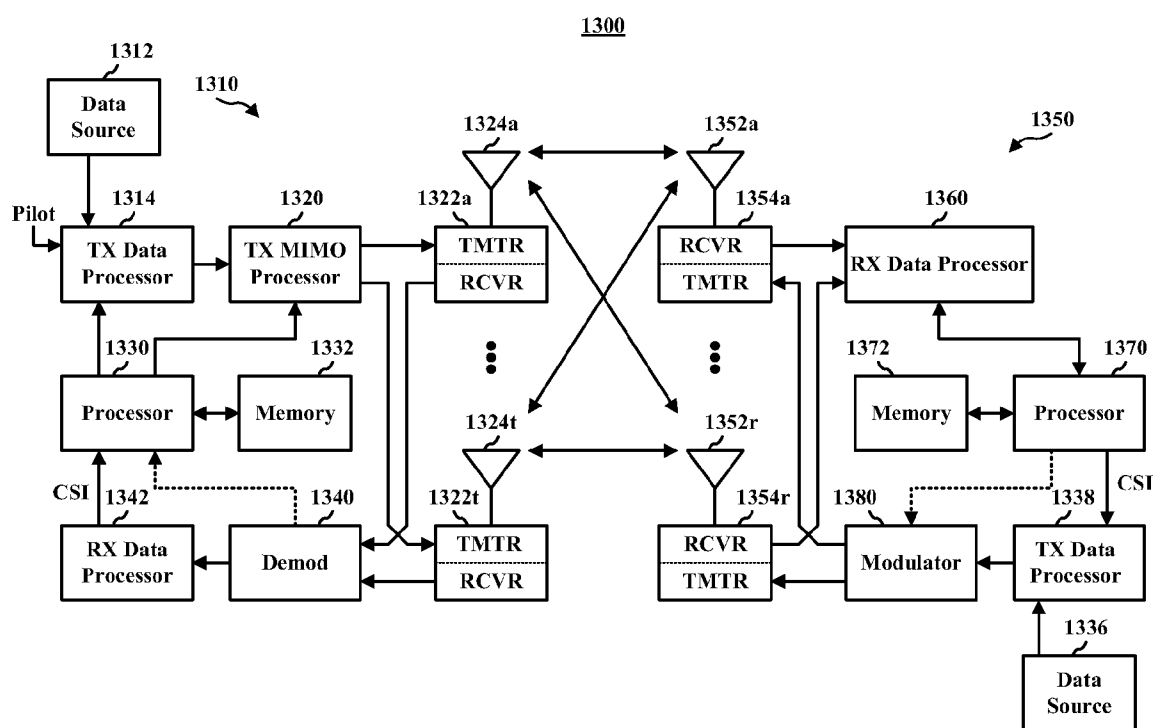 1300
1312
Data
Source
1310
1324a
1352a
1350
Pilot
1314
TX Data
Processor
1320
TX MIMO
Processor
1322a
TMTR
RCVR
1354a
RCVR
TMTR
1360
RX Data Processor
1330
Processor
1332
Memory
1372
Memory
1370
Processor
1324t
1352r
CSI
1342
RX Data
Processor
1340
Demod
1322t
TMTR
RCVR
1354r
RCVR
TMTR
1380
Modulator
CSI
1338
TX Data
Processor
1336
Data
Source